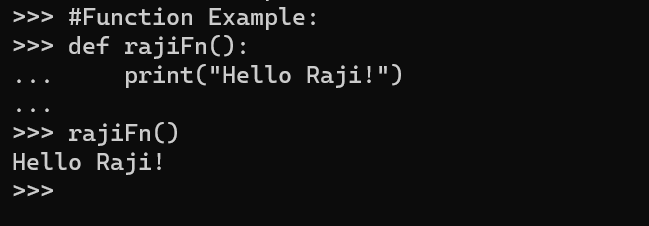 >>> #Function Example:
>>> def rajiFn():
...     print("Hello Raji!")
...
>>> rajiFn()
Hello Raji!
>>>